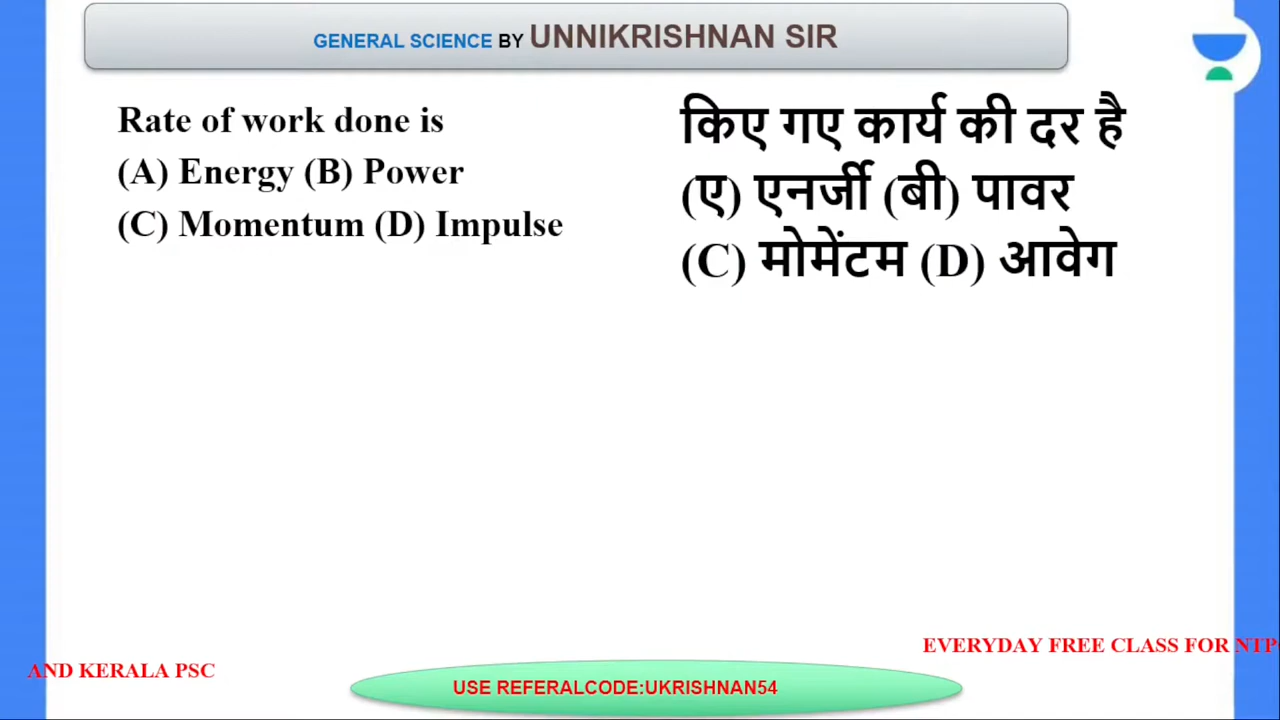 GENERAL SCIENCE BY UNNIKRISHNAN SIR
Rate of work done is
(A) Energy (B) Power
(C) Momentum (D) Impulse
किए गए कार्य की दर है
(ए) एनर्जी (बी) पावर
(C) मोमेंटम (D) आवेग
EVERYDAY FREE CLASS FOR NTP
AND KERALA PSC
USE REFERALCODE:UKRISHNAN54